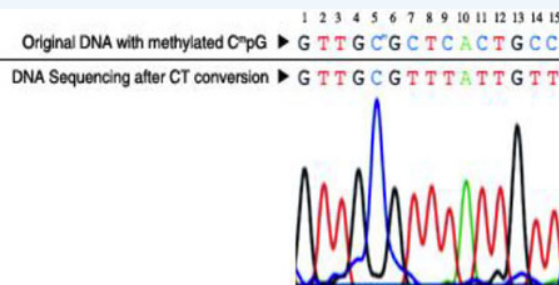 1 2 3 4 5 6 7 8 9 10 11 12 13 14 15
Original DNA with methylated CᵐpG ▶ G T T G Cᵐ G C T C A C T G C C
DNA Sequencing after CT conversion ▶ G T T G C G T T T A T T G T T